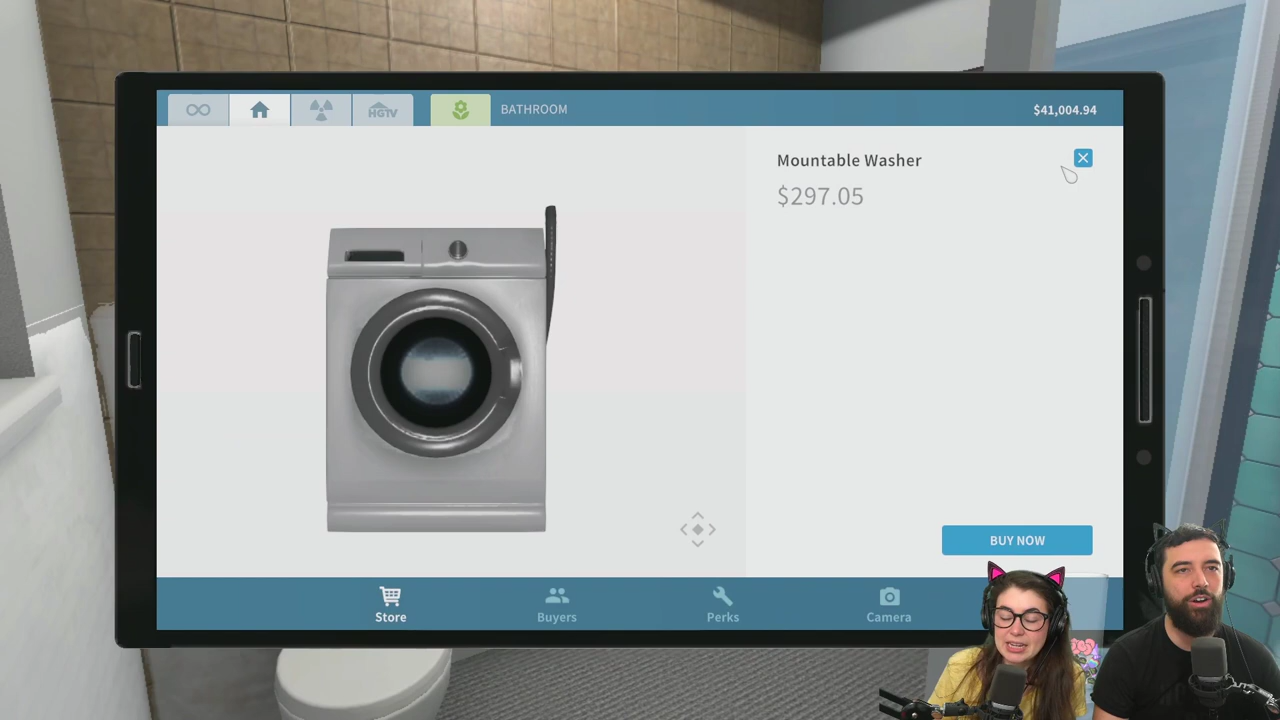 HGTV
BATHROOM
$41,004.94
Mountable Washer
$297.05
BUY NOW
Store
Buyers
Perks
Camera